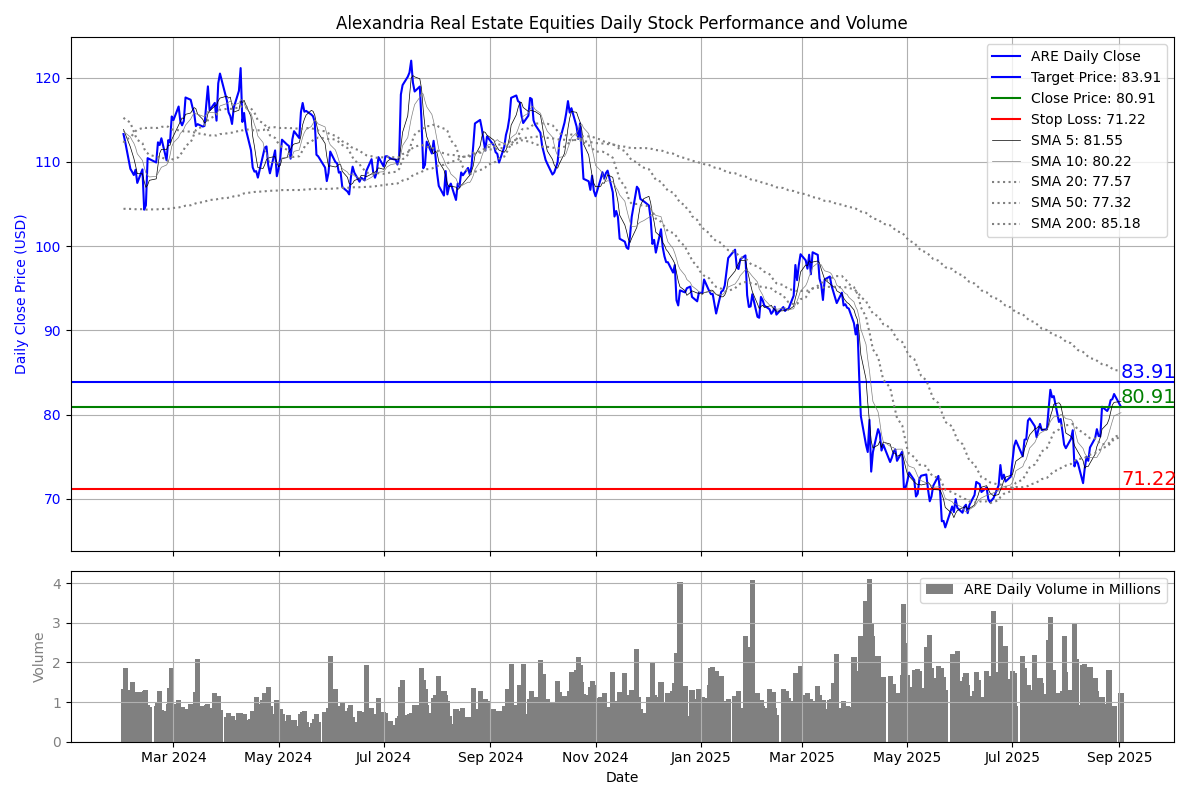 Alexandria Real Estate Equities Daily Stock Performance and Volume
Daily Close Price (USD)
120
110
100
90
80
70
ARE Daily Close
Target Price: 83.91
Close Price: 80.91
Stop Loss: 71.22
SMA 5: 81.55
SMA 10: 80.22
SMA 20: 77.57
SMA 50: 77.32
SMA 200: 85.18
83.91
80.91
71.22
Volume
4
3
2
1
0
ARE Daily Volume in Millions
Mar 2024 May 2024 Jul 2024 Sep 2024 Nov 2024 Jan 2025 Mar 2025 May 2025 Jul 2025 Sep 2025
Date